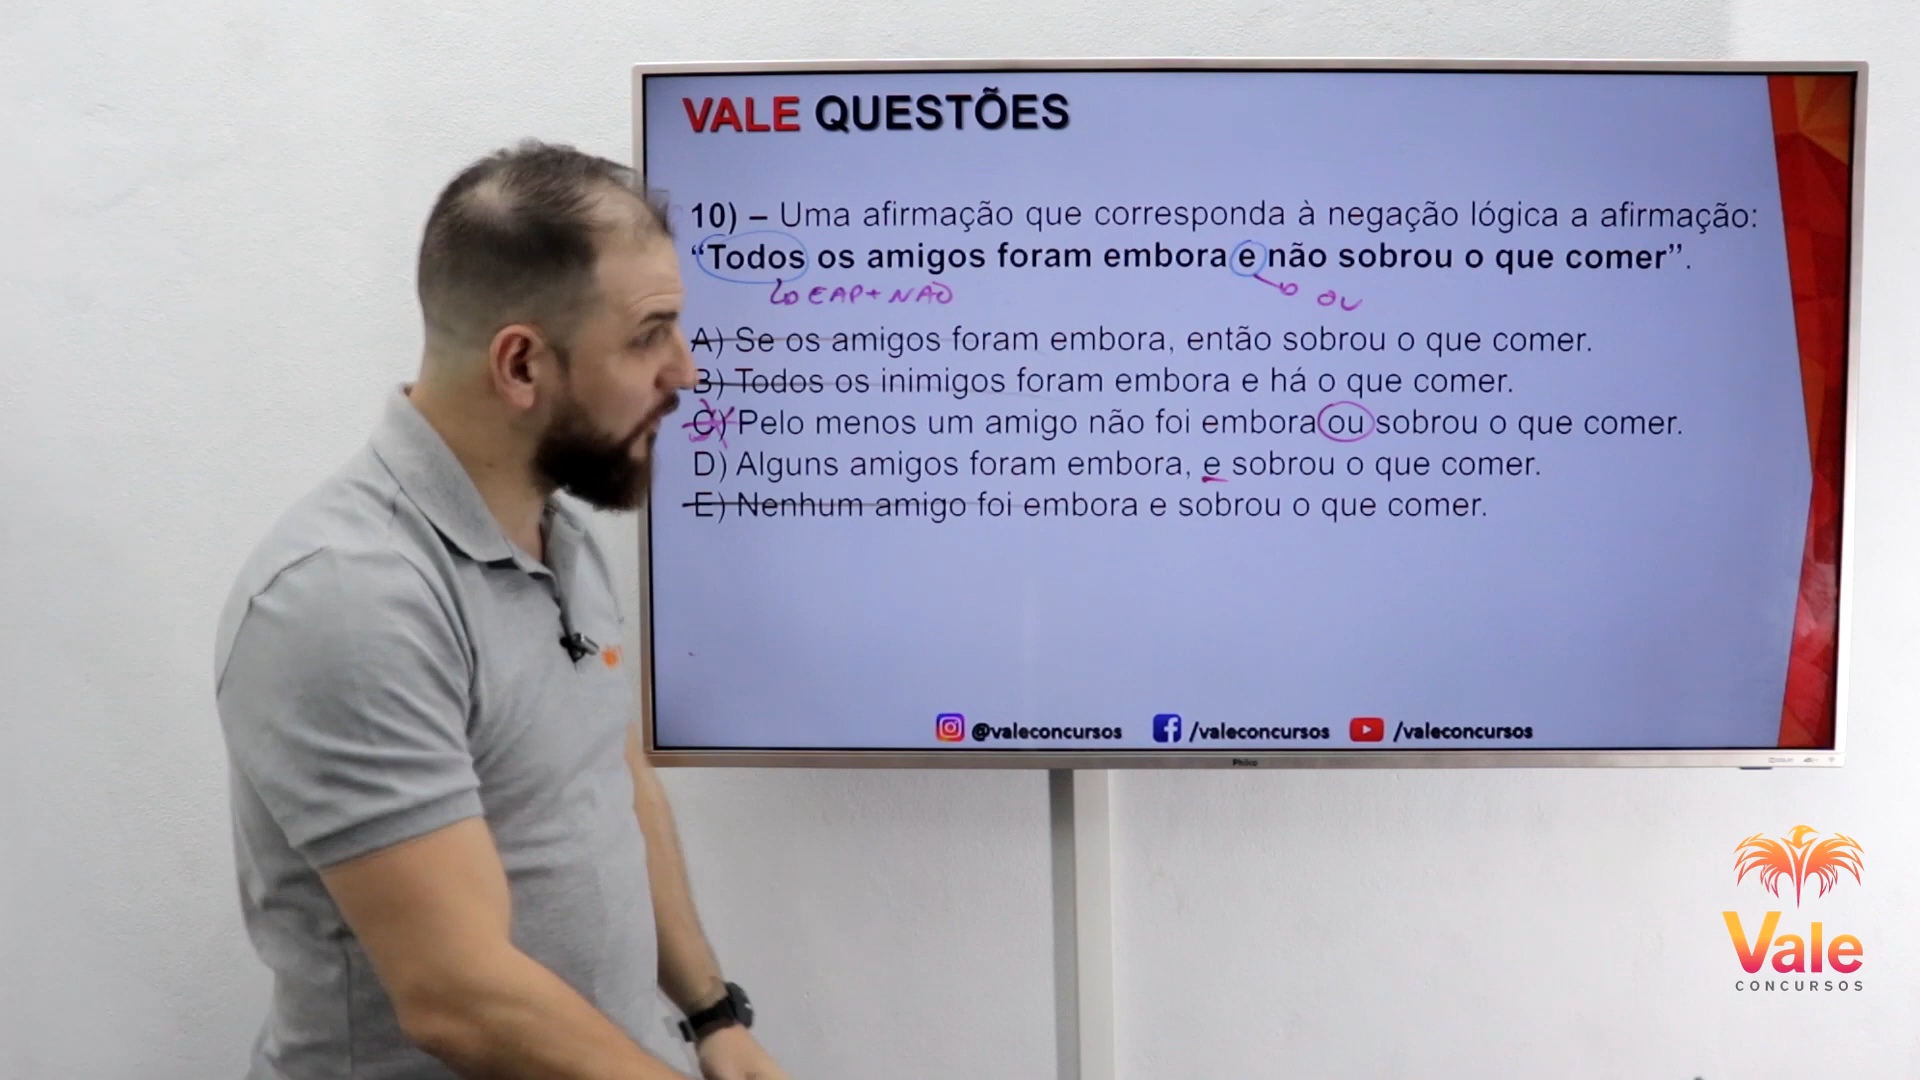 VALE QUESTÕES
10) – Uma afirmação que corresponda à negação lógica a afirmação:
“Todos os amigos foram embora e não sobrou o que comer”.
EAP + NÃO
OU
A) Se os amigos foram embora, então sobrou o que comer.
B) Todos os inimigos foram embora e há o que comer.
C) Pelo menos um amigo não foi embora ou sobrou o que comer.
D) Alguns amigos foram embora, e sobrou o que comer.
E) Nenhum amigo foi embora e sobrou o que comer.
@valeconcursos /valeconcursos /valeconcursos
Philco
Vale
CONCURSOS